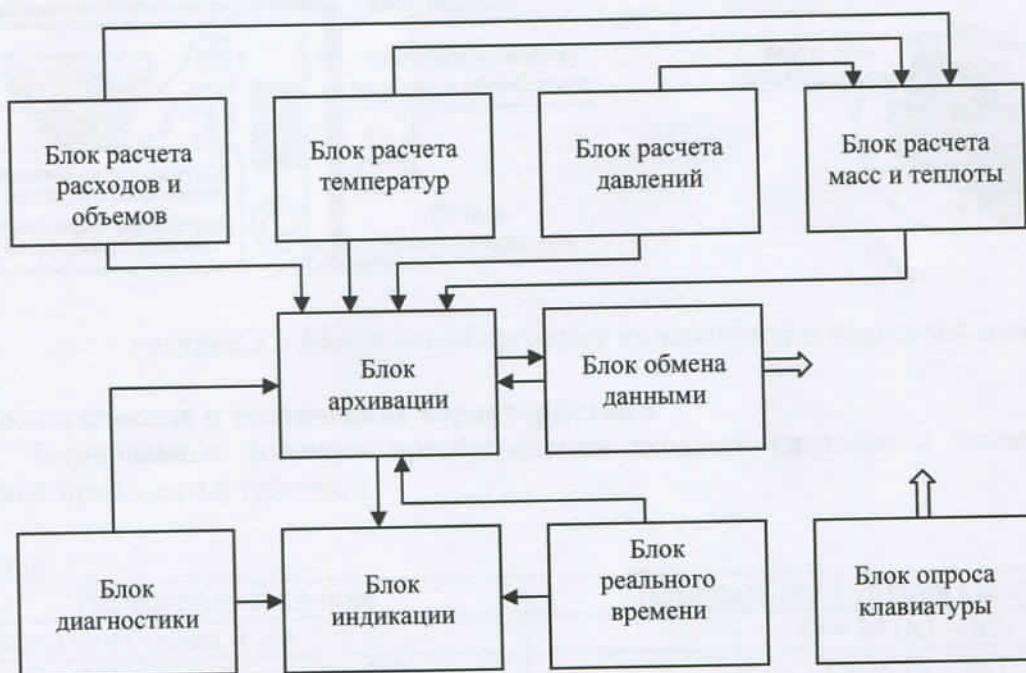 Блок расчета
расходов и
объемов
Блок расчета
температур
Блок расчета
давлений
Блок расчета
масс и теплоты
Блок
архивации
Блок обмена
данными
Блок
диагностики
Блок
индикации
Блок
реального
времени
Блок опроса
клавиатуры